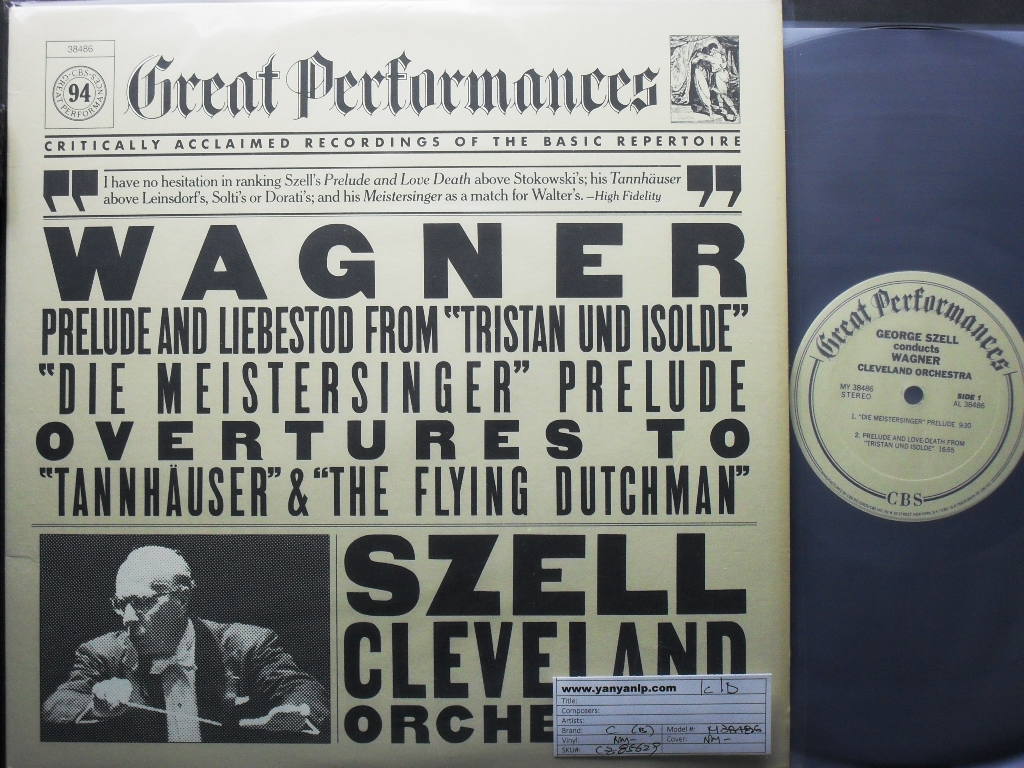 38486
GREAT PERFORMANCES · CBS ·
94
Great Performances
CRITICALLY ACCLAIMED RECORDINGS OF THE BASIC REPERTOIRE
I have no hesitation in ranking Szell's Prelude and Love Death above Stokowski's; his Tannhäuser
above Leinsdorf's, Solti's or Dorati's; and his Meistersinger as a match for Walter's. –High Fidelity
WAGNER
PRELUDE AND LIEBESTOD FROM "TRISTAN UND ISOLDE"
"DIE MEISTERSINGER" PRELUDE
OVERTURES TO
"TANNHÄUSER" & "THE FLYING DUTCHMAN"
SZELL
CLEVELAND
ORCHE
www.yanyanlp.com
Title:
Composers:
Artists:
Brand: C (B) Model #: M38486
Vinyl: NM- Cover: NM-
SKU#: C385629
Great Performances
GEORGE SZELL
conducts
WAGNER
CLEVELAND ORCHESTRA
MY 38486
STEREO
SIDE 1
AL 38486
1. "DIE MEISTERSINGER" PRELUDE 9:30
2. PRELUDE AND LOVE-DEATH FROM
"TRISTAN UND ISOLDE" 16:55
CBS